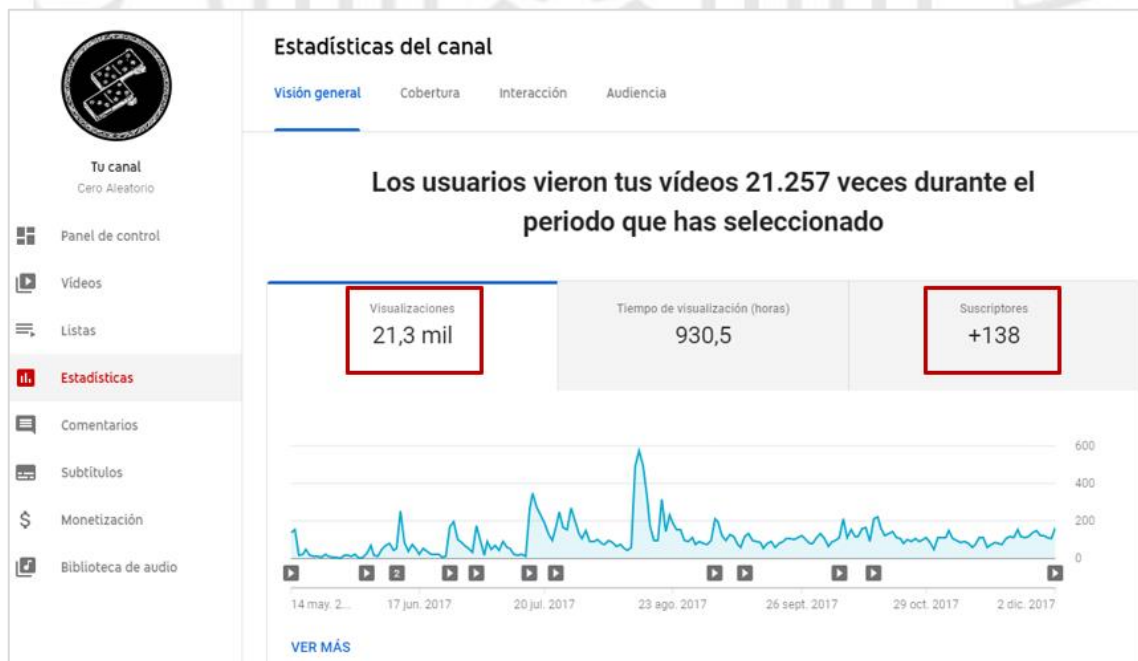 Estadísticas del canal
Visión general Cobertura Interacción Audiencia
Tu canal
Cero Aleatorio
Panel de control
Vídeos
Listas
Estadísticas
Comentarios
Subtítulos
$ Monetización
Biblioteca de audio
Los usuarios vieron tus vídeos 21.257 veces durante el
periodo que has seleccionado
Visualizaciones
21,3 mil
Tiempo de visualización (horas)
930,5
Suscriptores
+138
600
400
200
0
2
14 may. 2... 17 jun. 2017 20 jul. 2017 23 ago. 2017 26 sept. 2017 29 oct. 2017 2 dic. 2017
VER MÁS